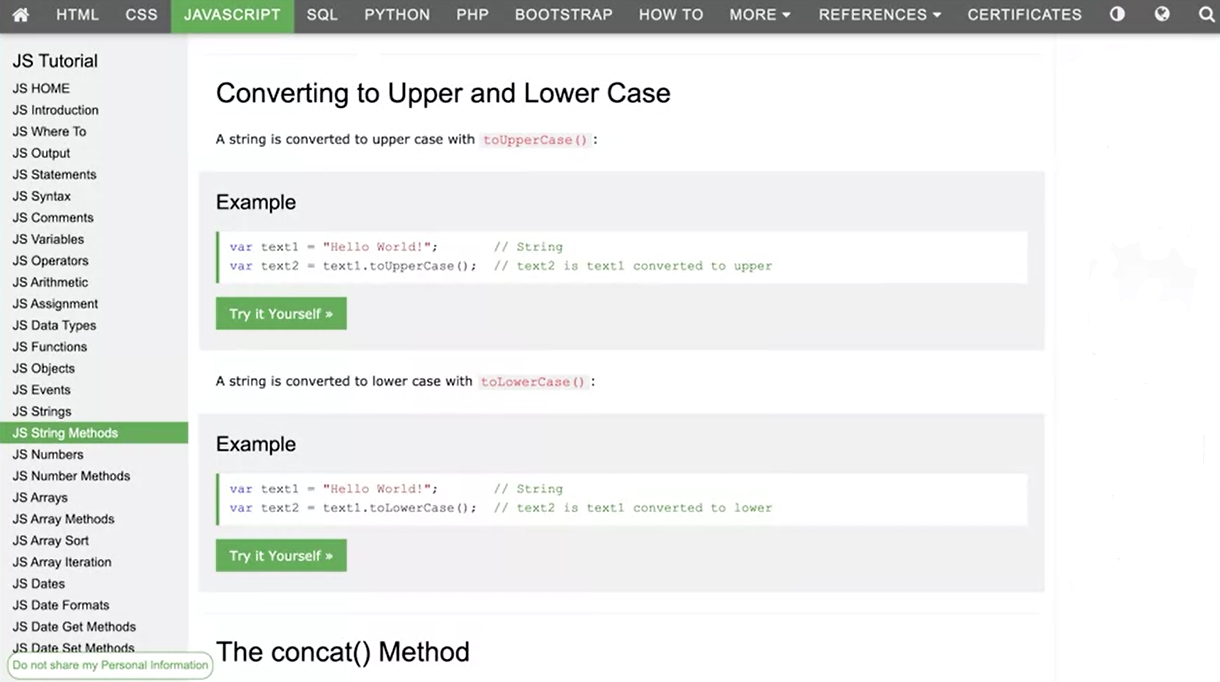 HTML CSS JAVASCRIPT SQL PYTHON PHP BOOTSTRAP HOW TO MORE REFERENCES CERTIFICATES
JS Tutorial
JS HOME
JS Introduction
JS Where To
JS Output
JS Statements
JS Syntax
JS Comments
JS Variables
JS Operators
JS Arithmetic
JS Assignment
JS Data Types
JS Functions
JS Objects
JS Events
JS Strings
JS String Methods
JS Numbers
JS Number Methods
JS Arrays
JS Array Methods
JS Array Sort
JS Array Iteration
JS Dates
JS Date Formats
JS Date Get Methods
JS Date Set Methods
Do not share my Personal Information
Converting to Upper and Lower Case
A string is converted to upper case with toUpperCase():
Example
var text1 = "Hello World!";       // String
var text2 = text1.toUpperCase();  // text2 is text1 converted to upper
Try it Yourself »
A string is converted to lower case with toLowerCase():
Example
var text1 = "Hello World!";       // String
var text2 = text1.toLowerCase();  // text2 is text1 converted to lower
Try it Yourself »
The concat() Method